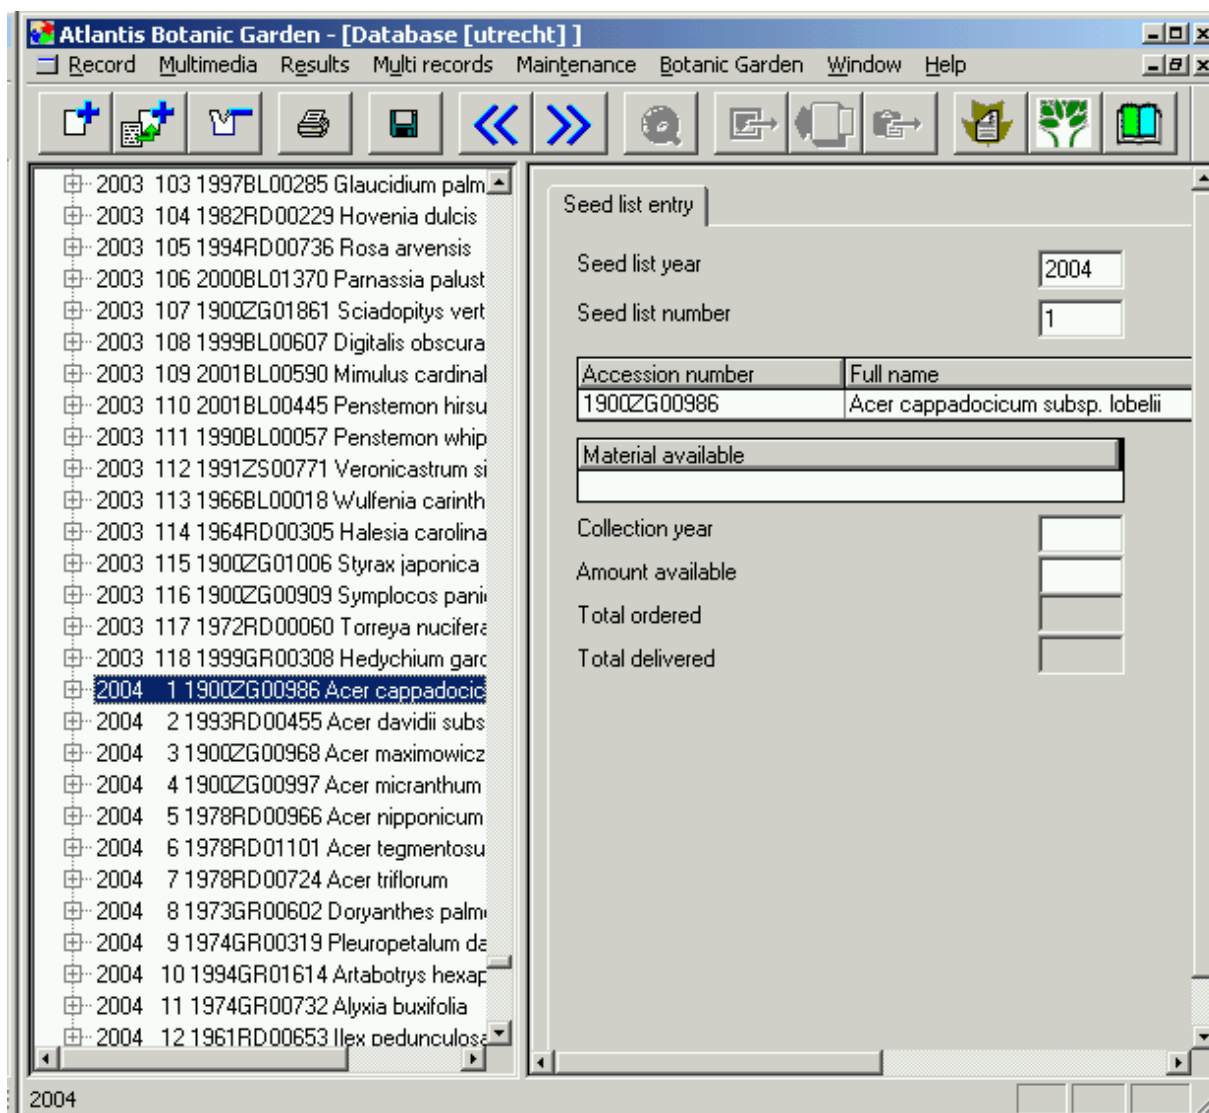 Atlantis Botanic Garden - [Database [utrecht] ]
Record Multimedia Results Multi records Maintenance Botanic Garden Window Help
2003 103 1997BL00285 Glaucidium palm
2003 104 1982RD00229 Hovenia dulcis
2003 105 1994RD00736 Rosa arvensis
2003 106 2000BL01370 Parnassia palust
2003 107 1900ZG01861 Sciadopitys vert
2003 108 1999BL00607 Digitalis obscura
2003 109 2001BL00590 Mimulus cardinal
2003 110 2001BL00445 Penstemon hirsu
2003 111 1990BL00057 Penstemon whip
2003 112 1991ZS00771 Veronicastrum si
2003 113 1966BL00018 Wulfenia carinth
2003 114 1964RD00305 Halesia carolina
2003 115 1900ZG01006 Styrax japonica
2003 116 1900ZG00909 Symplocos pani
2003 117 1972RD00060 Torreya nucifera
2003 118 1999GR00308 Hedychium gard
2004 1 1900ZG00986 Acer cappadocic
2004 2 1993RD00455 Acer davidii subs
2004 3 1900ZG00968 Acer maximowicz
2004 4 1900ZG00997 Acer micranthum
2004 5 1978RD00966 Acer nipponicum
2004 6 1978RD01101 Acer tegmentosu
2004 7 1978RD00724 Acer triflorum
2004 8 1973GR00602 Doryanthes palme
2004 9 1974GR00319 Pleuropetalum da
2004 10 1994GR01614 Artabotrys hexap
2004 11 1974GR00732 Alyxia buxifolia
2004 12 1961RD00653 Ilex pedunculosa
Seed list entry
Seed list year 2004
Seed list number 1
Accession number Full name
1900ZG00986 Acer cappadocicum subsp. lobelii
Material available
Collection year
Amount available
Total ordered
Total delivered
2004